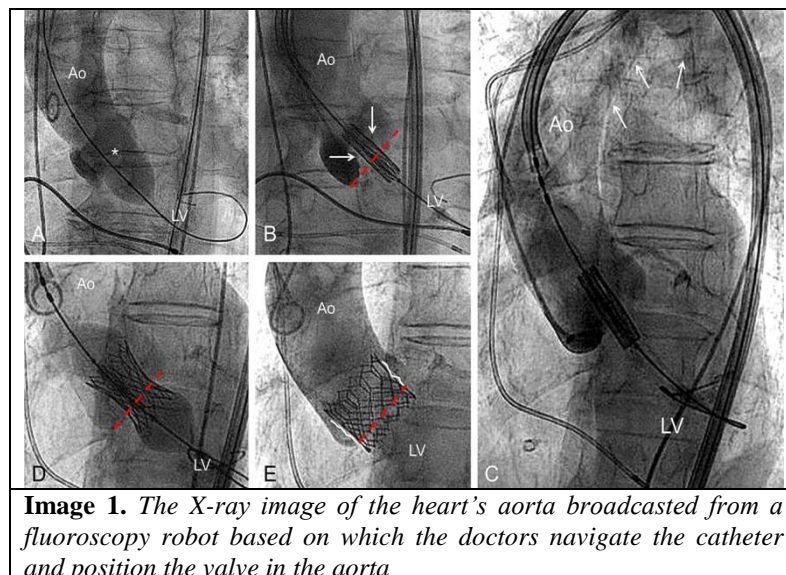 Ao
*
LV
A
Ao
LV
B
Ao
LV
C
Ao
LV
D
Ao
LV
E
Image 1. The X-ray image of the heart’s aorta broadcasted from a
fluoroscopy robot based on which the doctors navigate the catheter
and position the valve in the aorta